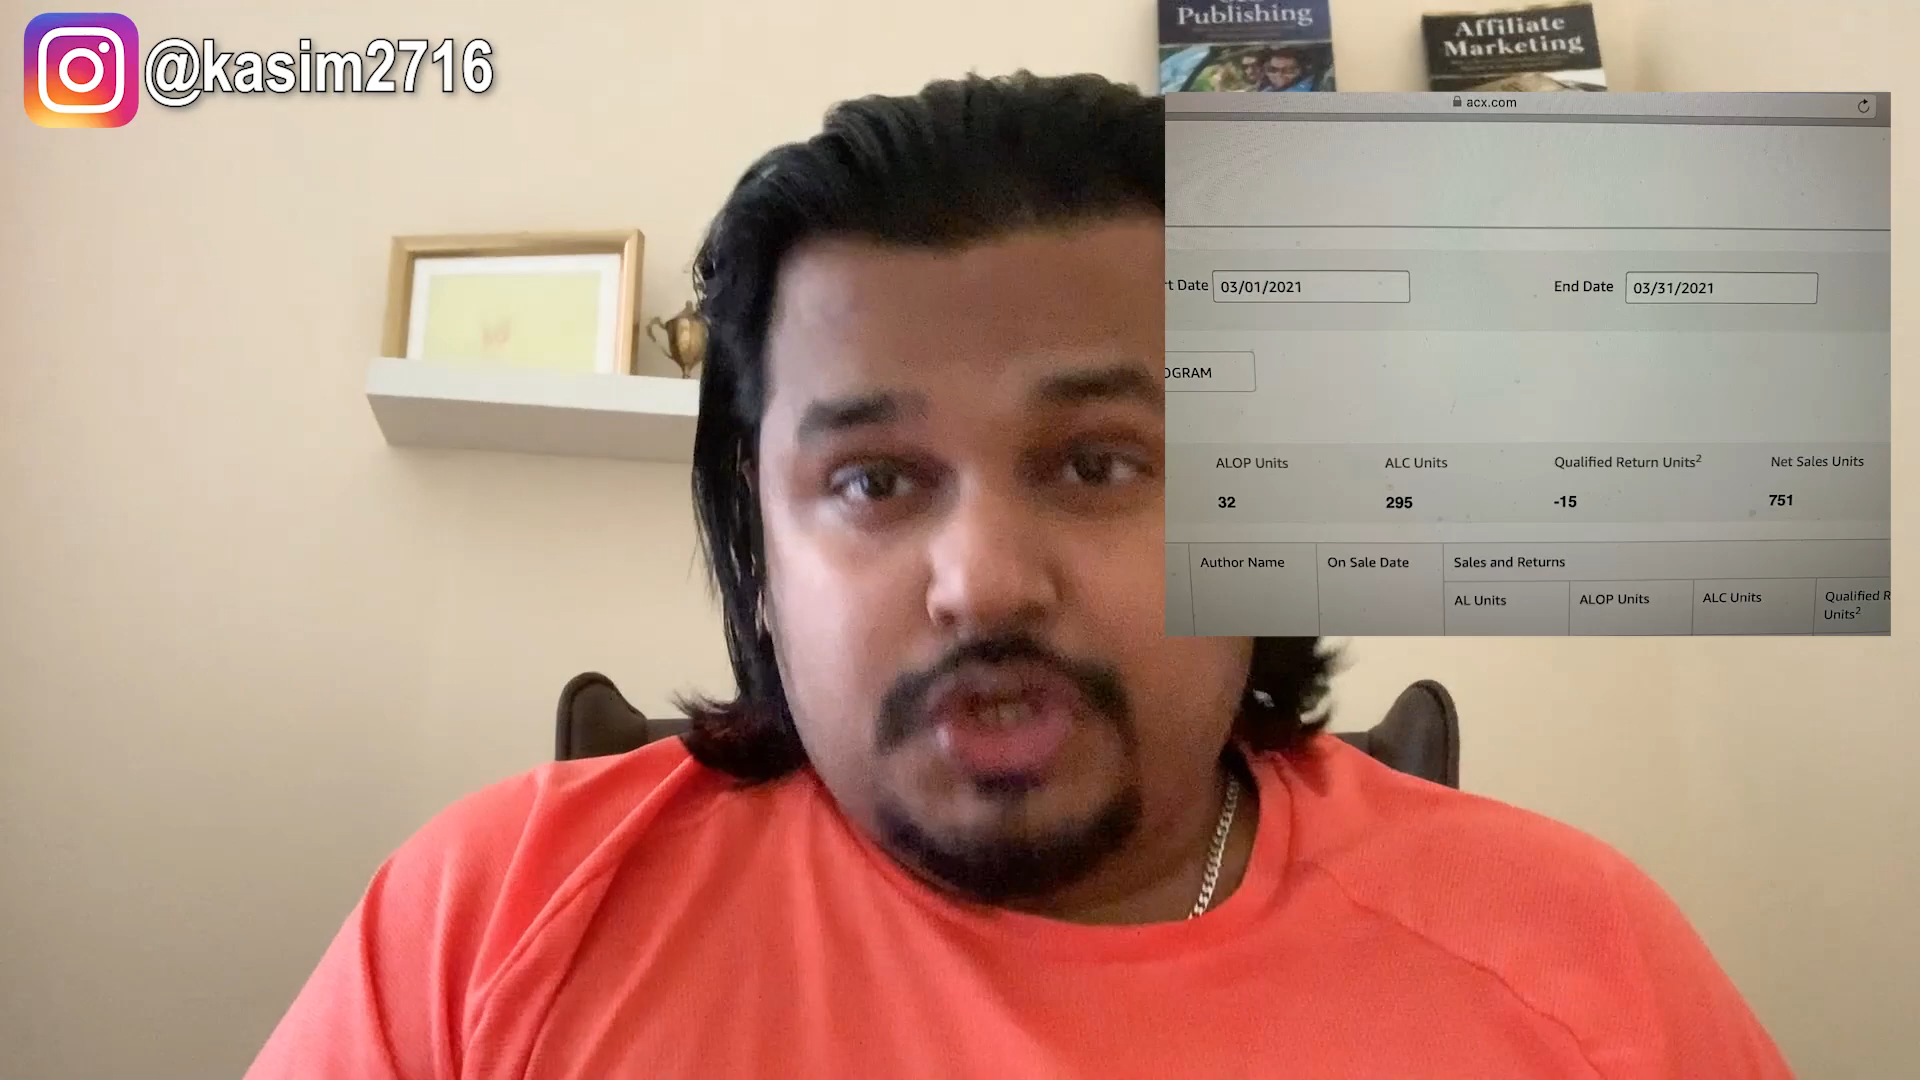 @kasim2716
Publishing
Affiliate
Marketing
acx.com
rt Date 03/01/2021 End Date 03/31/2021
OGRAM
ALOP Units ALC Units Qualified Return Units² Net Sales Units
32 295 -15 751
Author Name On Sale Date Sales and Returns
AL Units ALOP Units ALC Units Qualified R
Units²